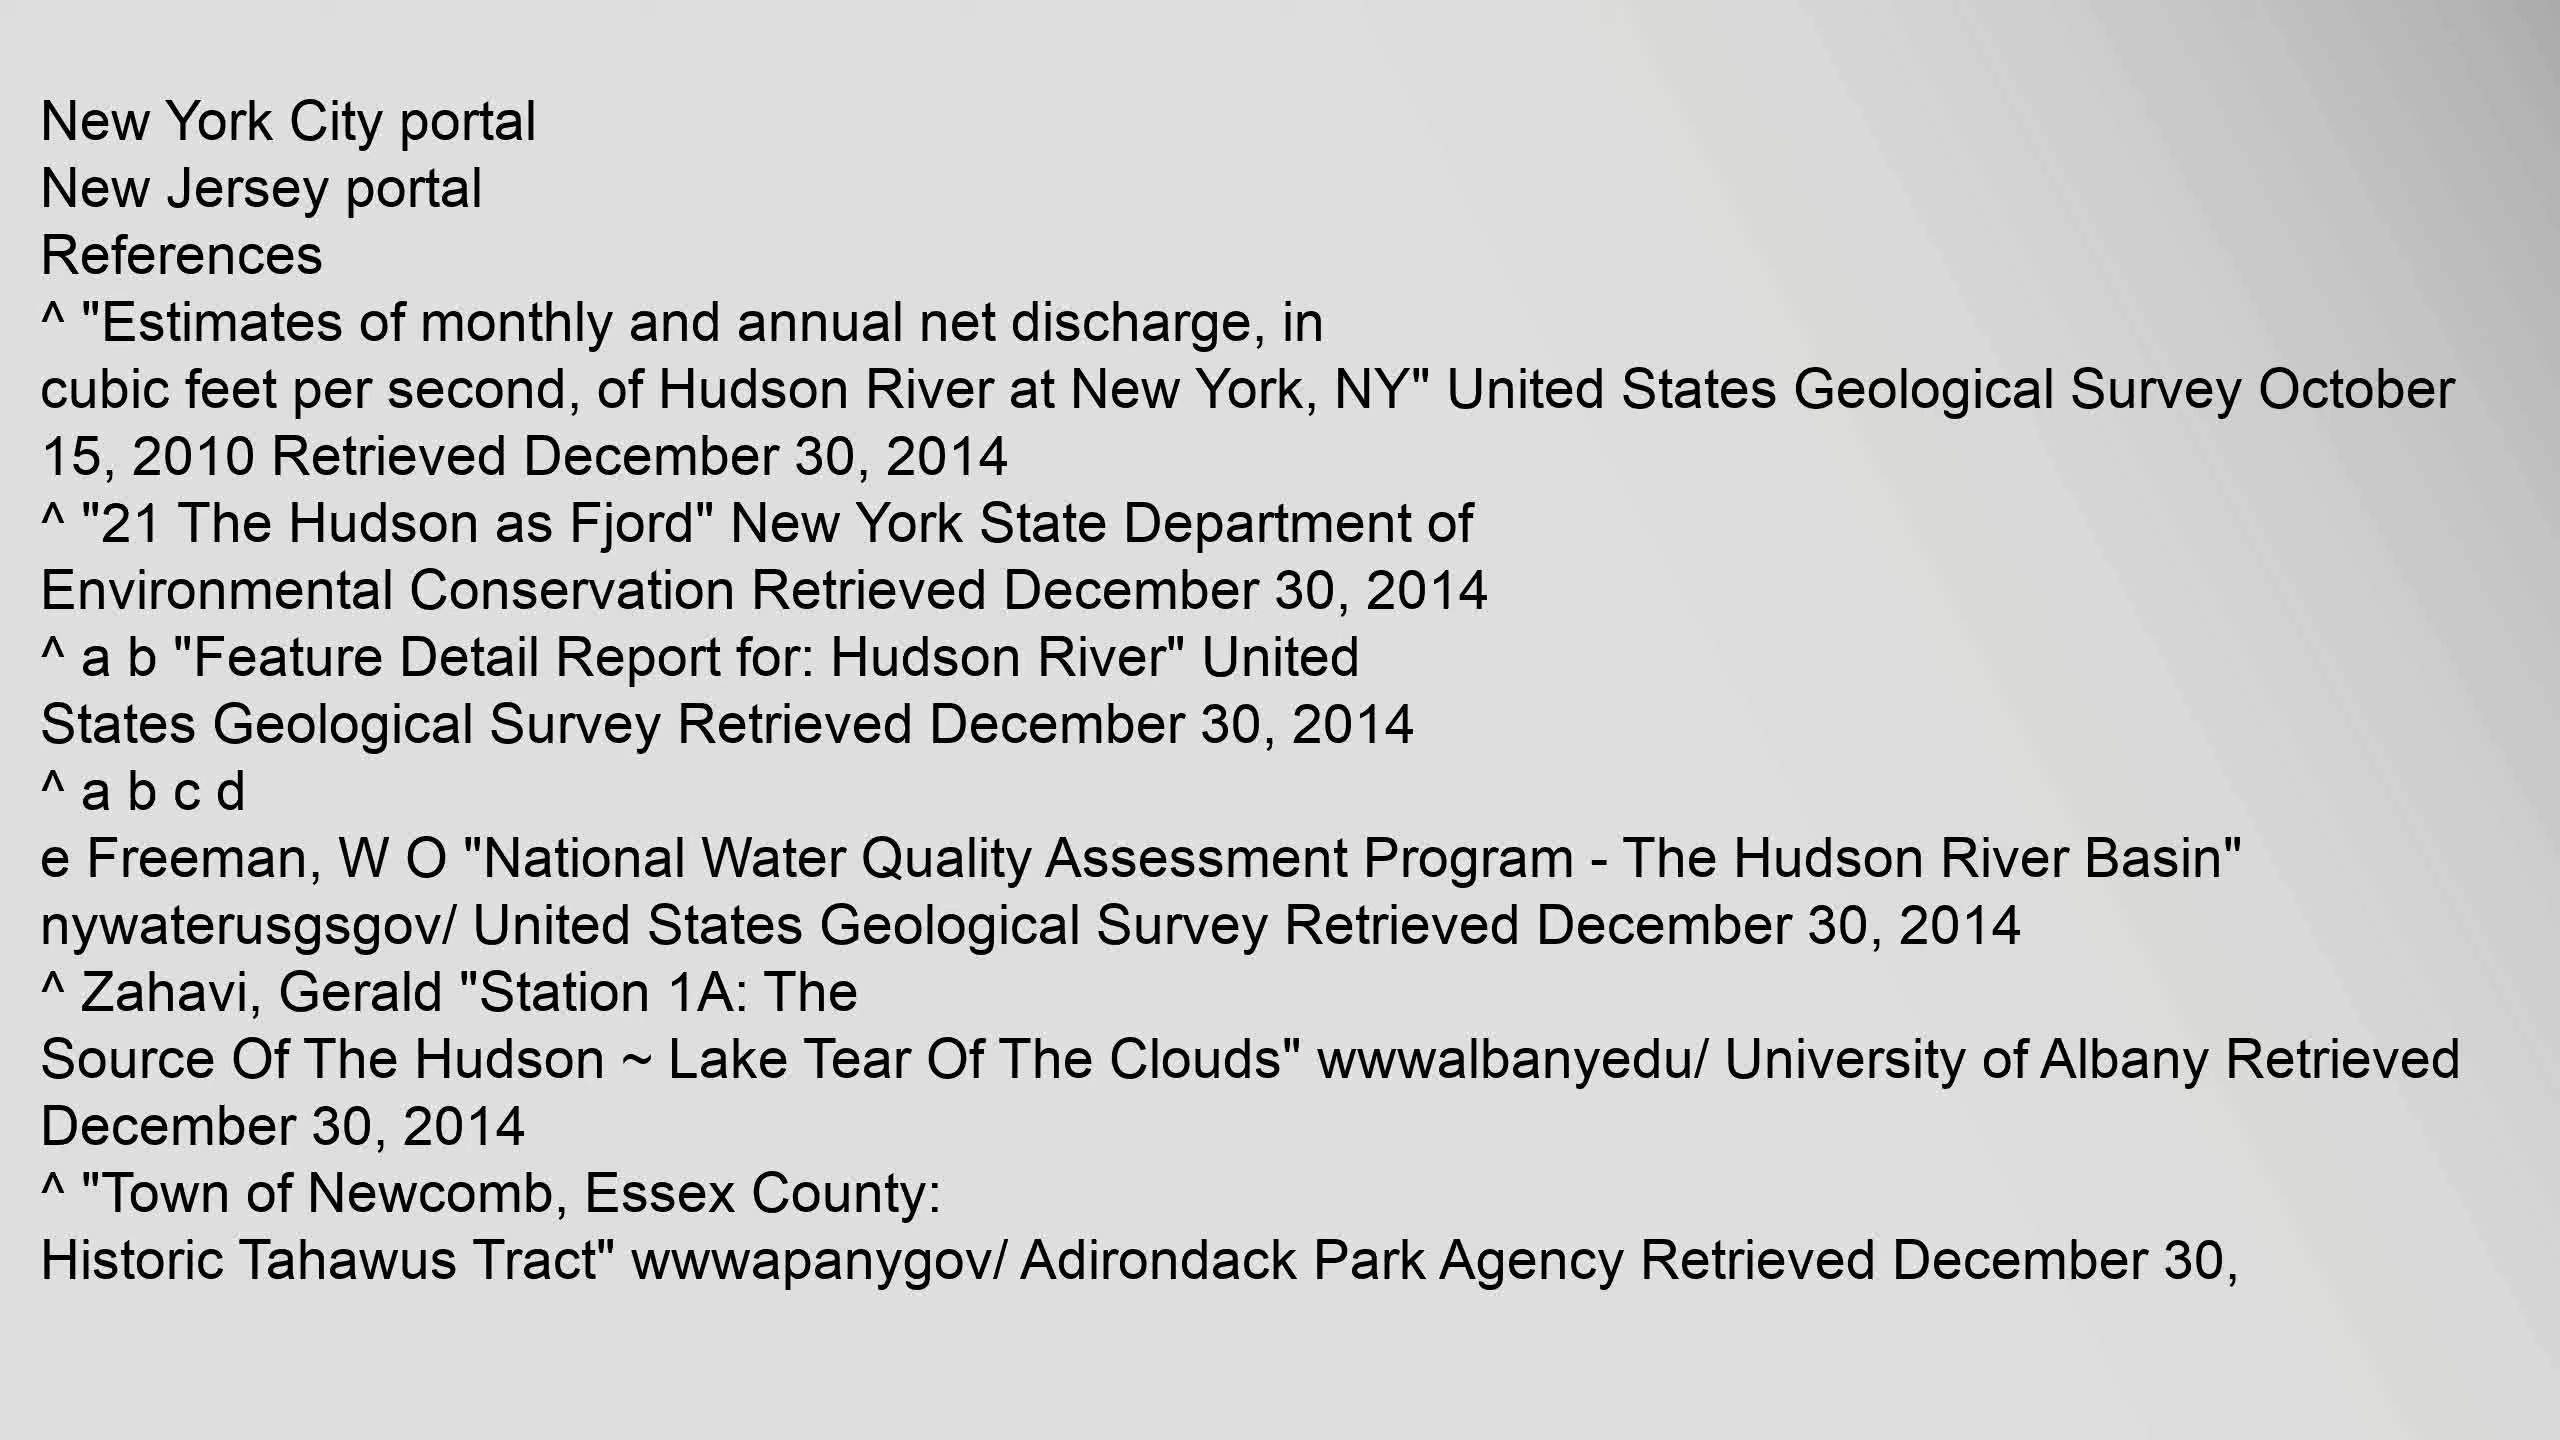 New York City portal
New Jersey portal
References
^ "Estimates of monthly and annual net discharge, in
cubic feet per second, of Hudson River at New York, NY" United States Geological Survey October
15, 2010 Retrieved December 30, 2014
^ "21 The Hudson as Fjord" New York State Department of
Environmental Conservation Retrieved December 30, 2014
^ a b "Feature Detail Report for: Hudson River" United
States Geological Survey Retrieved December 30, 2014
^ a b c d
e Freeman, W O "National Water Quality Assessment Program - The Hudson River Basin"
nywaterusgsgov/ United States Geological Survey Retrieved December 30, 2014
^ Zahavi, Gerald "Station 1A: The
Source Of The Hudson ~ Lake Tear Of The Clouds" wwwalbanyedu/ University of Albany Retrieved
December 30, 2014
^ "Town of Newcomb, Essex County:
Historic Tahawus Tract" wwwapanygov/ Adirondack Park Agency Retrieved December 30,